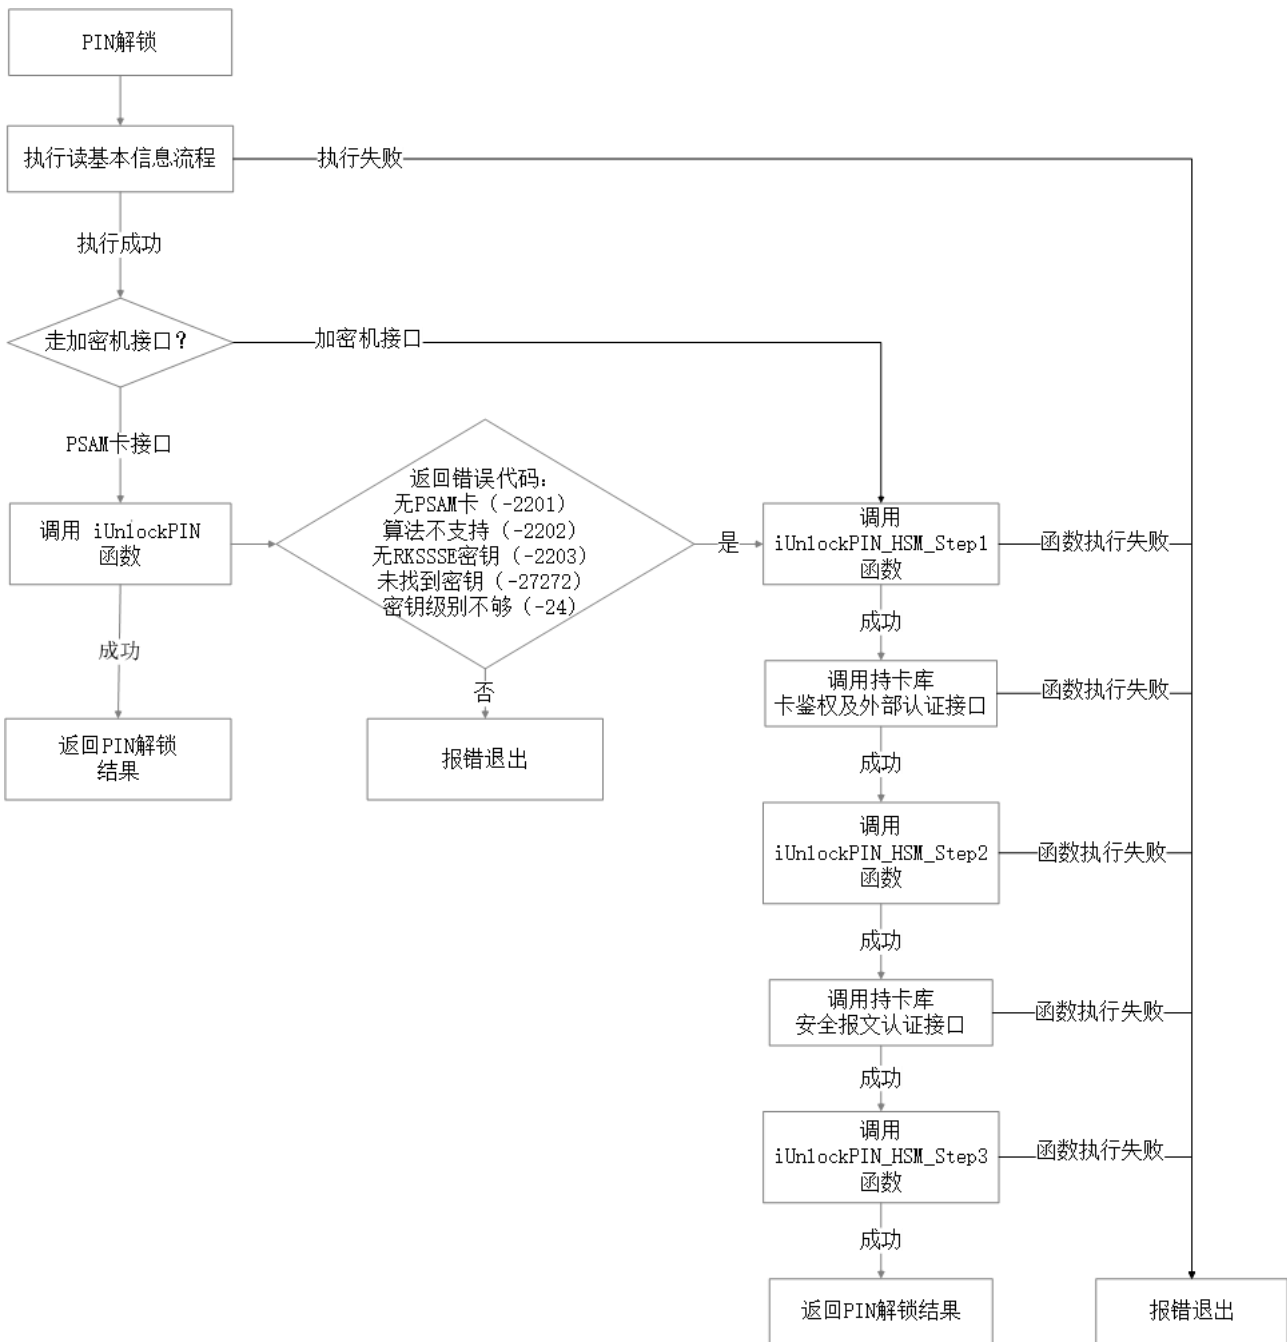 PIN解锁
执行读基本信息流程
执行失败
执行成功
走加密机接口？
加密机接口
PSAM卡接口
调用 iUnlockPIN
函数
返回错误代码：
无PSAM卡（-2201）
算法不支持（-2202）
无RKSSSE密钥（-2203）
未找到密钥（-27272）
密钥级别不够（-24）
是
调用
iUnlockPIN_HSM_Step1
函数
函数执行失败
成功
成功
否
调用持卡库
卡鉴权及外部认证接口
函数执行失败
返回PIN解锁
结果
报错退出
成功
调用
iUnlockPIN_HSM_Step2
函数
函数执行失败
成功
调用持卡库
安全报文认证接口
函数执行失败
成功
调用
iUnlockPIN_HSM_Step3
函数
函数执行失败
成功
返回PIN解锁结果
报错退出